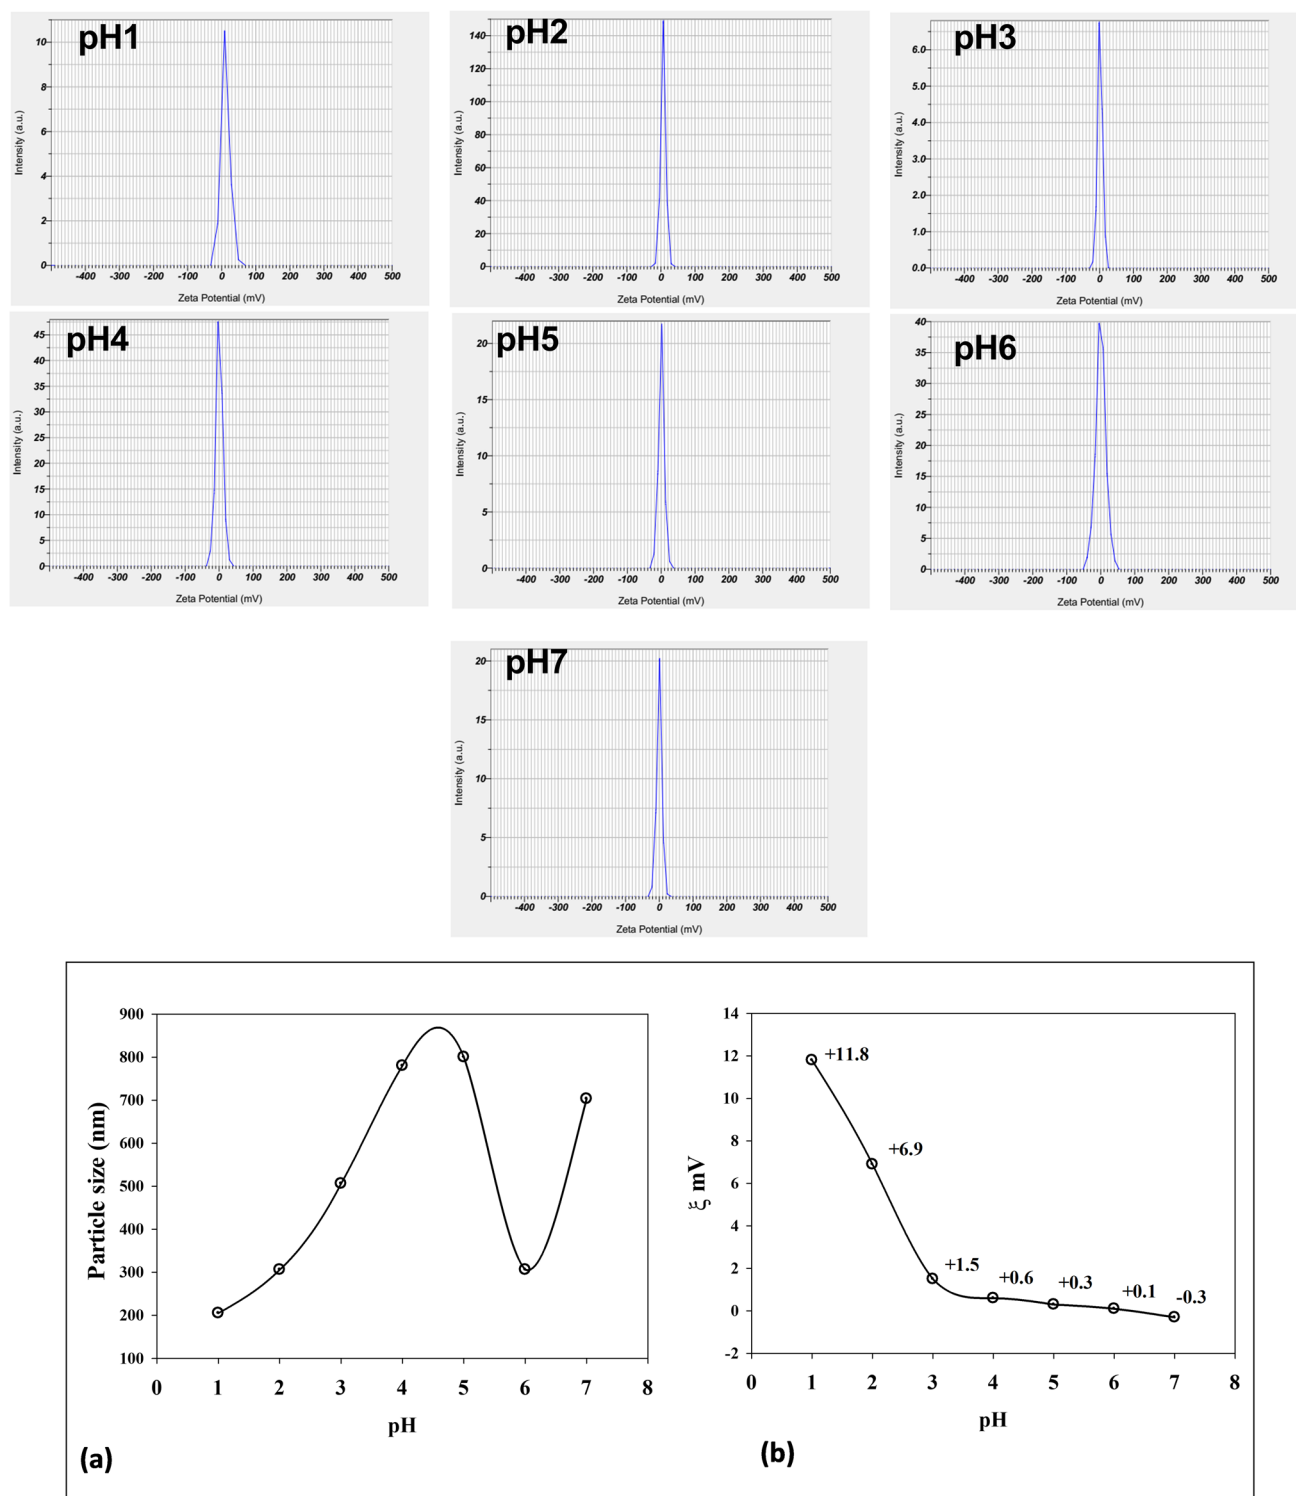 pH1
Intensity (a.u.)
10
8
6
4
2
0
-400 -300 -200 -100 0 100 200 300 400 500
Zeta Potential (mV)
pH2
Intensity (a.u.)
140
120
100
80
60
40
20
0
-400 -300 -200 -100 0 100 200 300 400 500
Zeta Potential (mV)
pH3
Intensity (a.u.)
6.0
5.0
4.0
3.0
2.0
1.0
0.0
-400 -300 -200 -100 0 100 200 300 400 500
Zeta Potential (mV)
pH4
Intensity (a.u.)
45
40
35
30
25
20
15
10
5
0
-400 -300 -200 -100 0 100 200 300 400 500
Zeta Potential (mV)
pH5
Intensity (a.u.)
20
15
10
5
0
-400 -300 -200 -100 0 100 200 300 400 500
Zeta Potential (mV)
pH6
Intensity (a.u.)
40
35
30
25
20
15
10
5
0
-400 -300 -200 -100 0 100 200 300 400 500
Zeta Potential (mV)
pH7
Intensity (a.u.)
20
15
10
5
0
-400 -300 -200 -100 0 100 200 300 400 500
Zeta Potential (mV)
Particle size (nm)
900
800
700
600
500
400
300
200
100
0 1 2 3 4 5 6 7 8
pH
(a)
ξ mV
14
12
10
8
6
4
2
0
-2
+11.8
+6.9
+1.5
+0.6
+0.3
+0.1
-0.3
0 1 2 3 4 5 6 7 8
pH
(b)